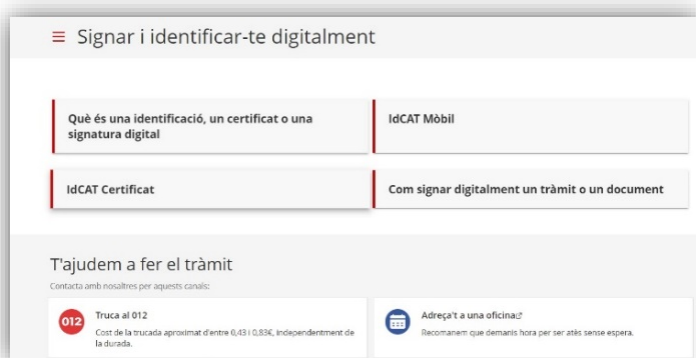 Signar i identificar-te digitalment
Què és una identificació, un certificat o una
signatura digital
IdCAT Mòbil
IdCAT Certificat
Com signar digitalment un tràmit o un document
T'ajudem a fer el tràmit
Contacta amb nosaltres per aquests canals:
012
Truca al 012
Cost de la trucada aproximat d'entre 0,43 i 0,83€, independentment de
la durada.
Adreça't a una oficina
Recomanem que demanis hora per ser atès sense espera.